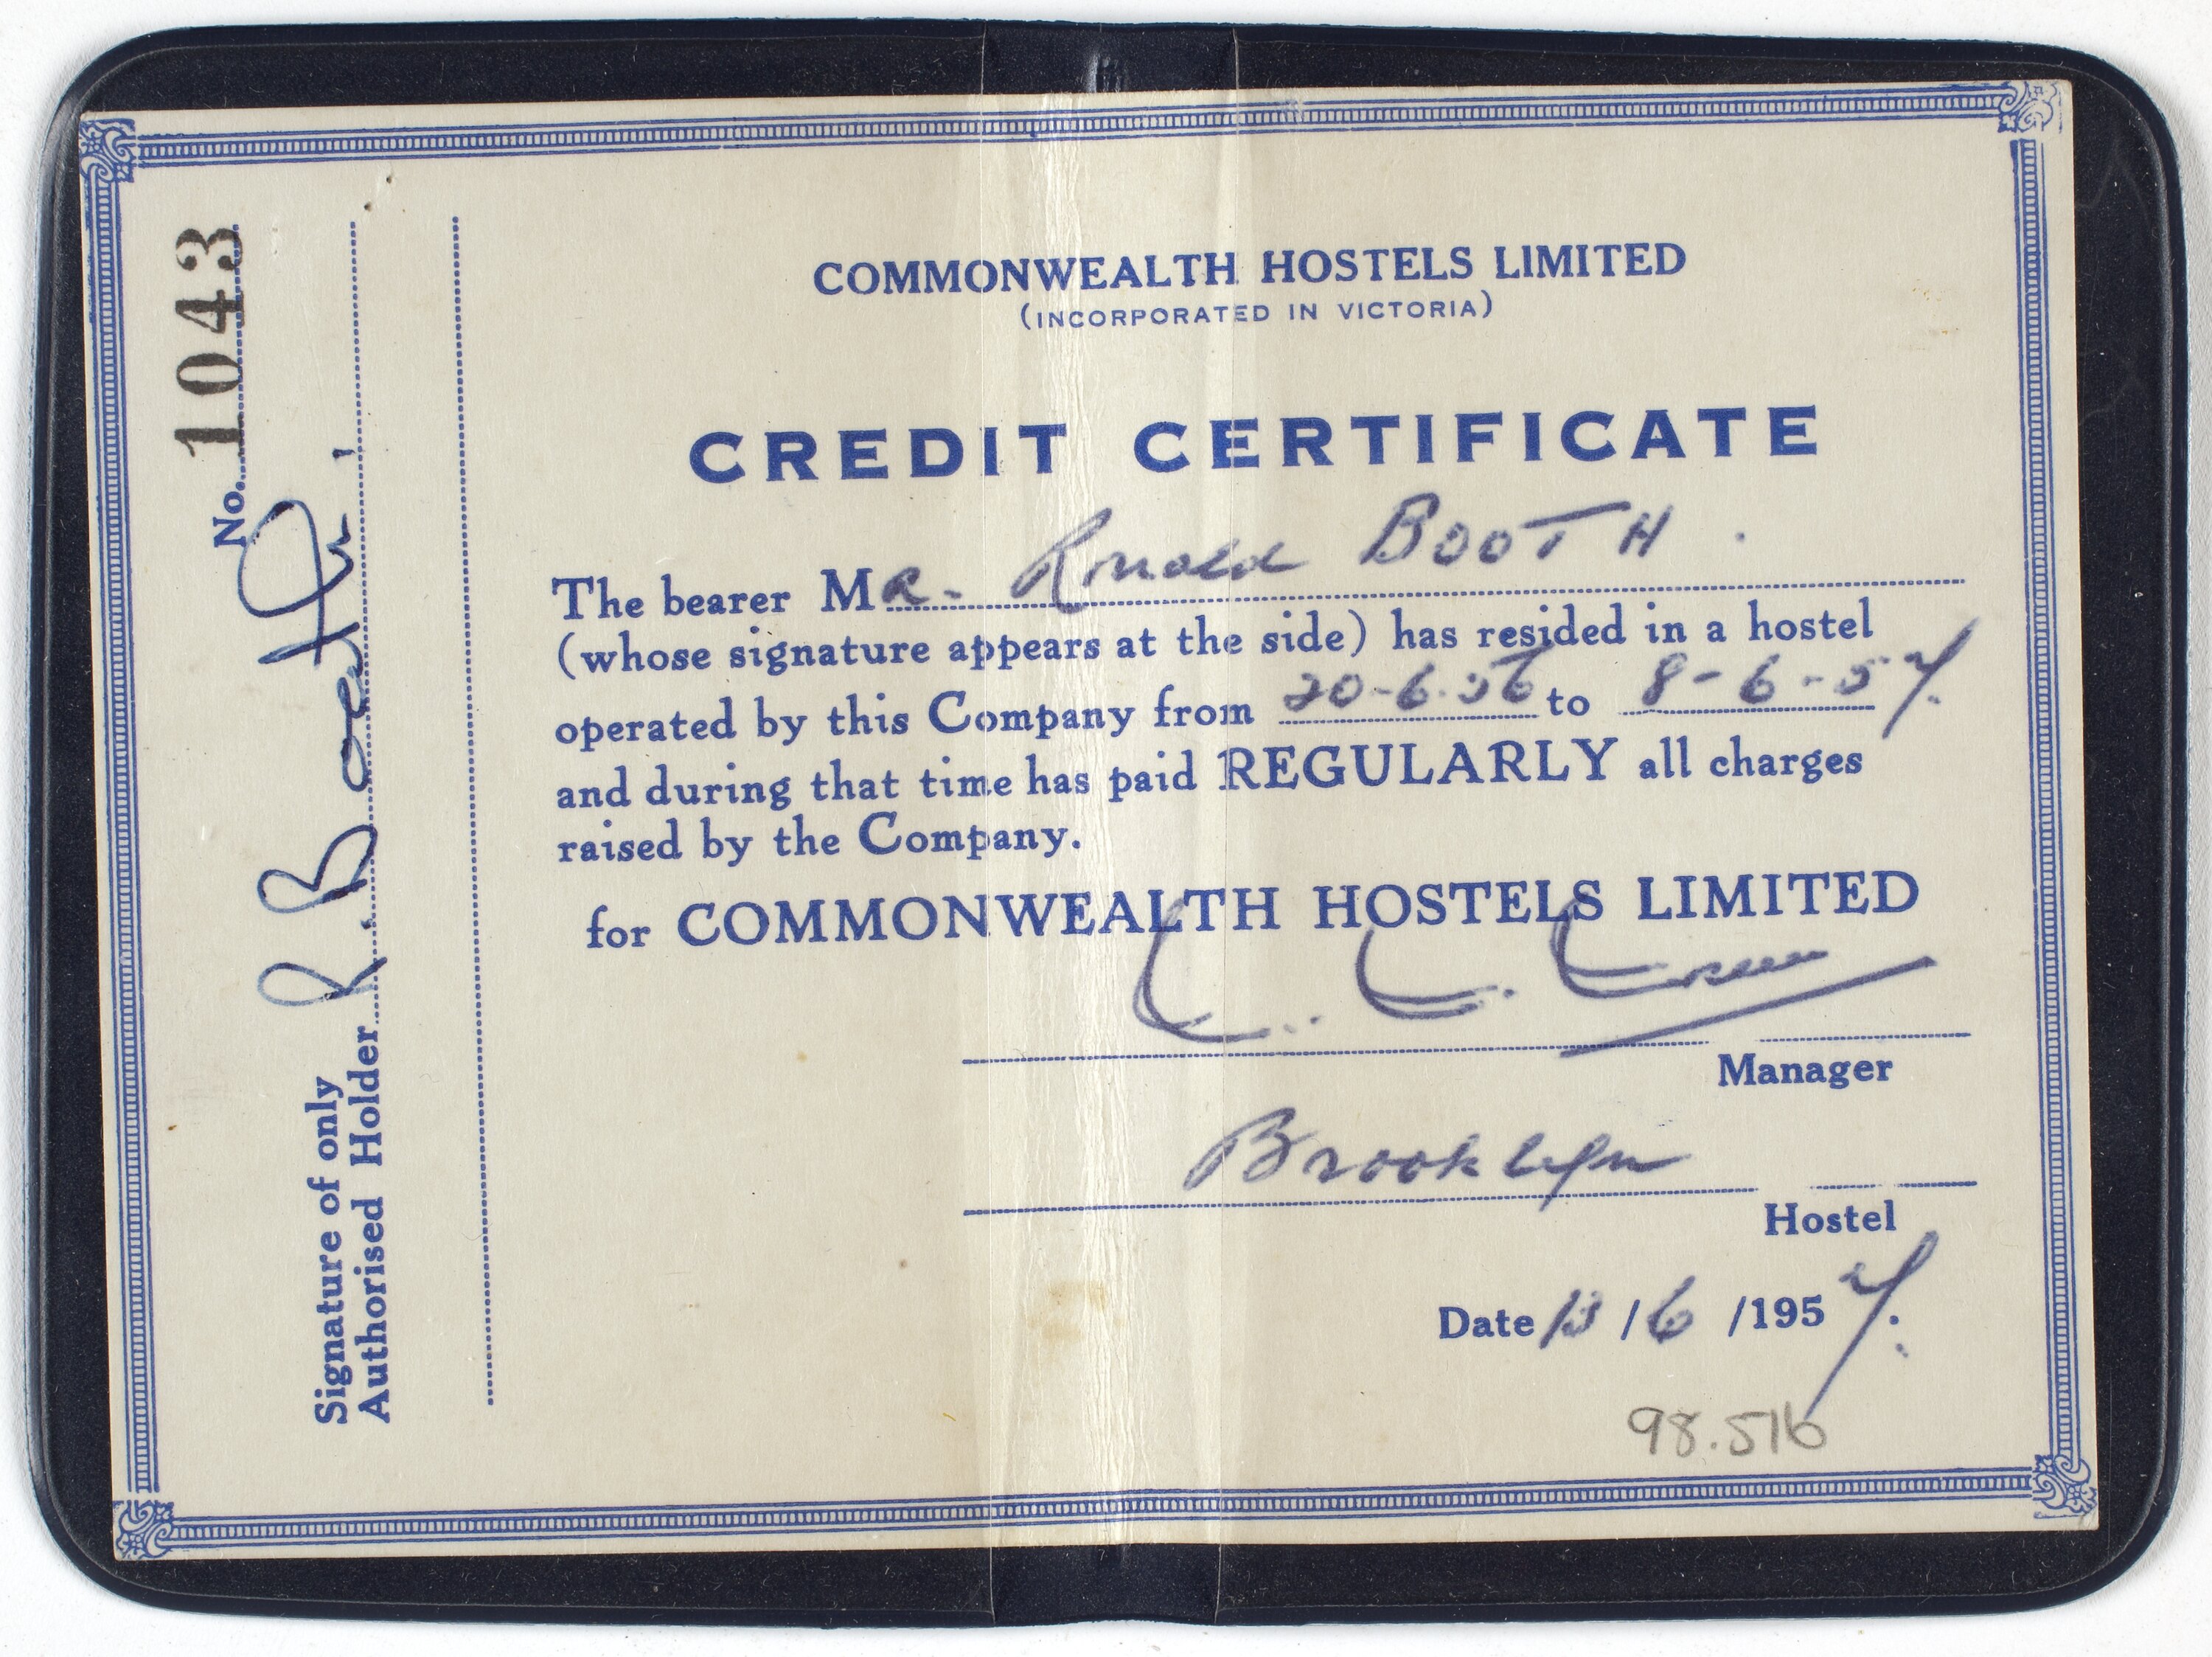 No. 1043
Signature of only
Authorised Holder R. Booth
COMMONWEALTH HOSTELS LIMITED
(INCORPORATED IN VICTORIA)
CREDIT CERTIFICATE
The bearer MR. Ronald BOOTH.
(whose signature appears at the side) has resided in a hostel
operated by this Company from 20-6-56 to 8-6-57.
and during that time has paid REGULARLY all charges
raised by the Company.
for COMMONWEALTH HOSTELS LIMITED
Manager
Brooklyn
Hostel
Date 13/6/1957.
98.516